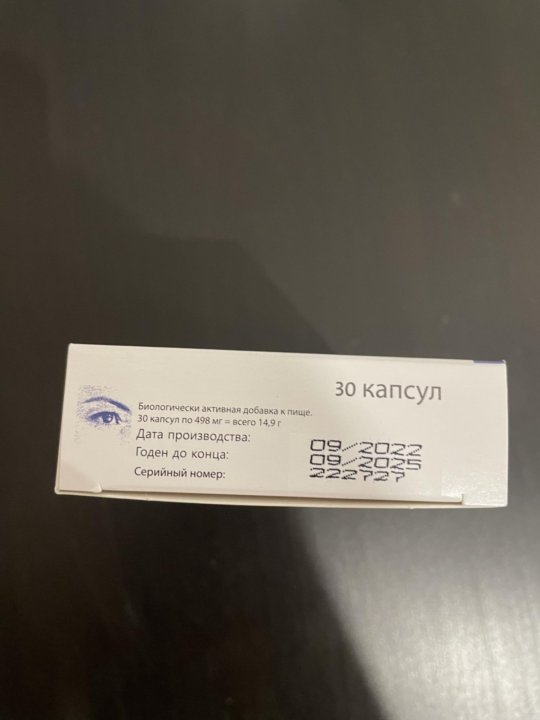 30 капсул
Биологически активная добавка к пище.
30 капсул по 498 мг = всего 14,9 г
Дата производства: 09/2022
Годен до конца: 09/2025
Серийный номер: 22727